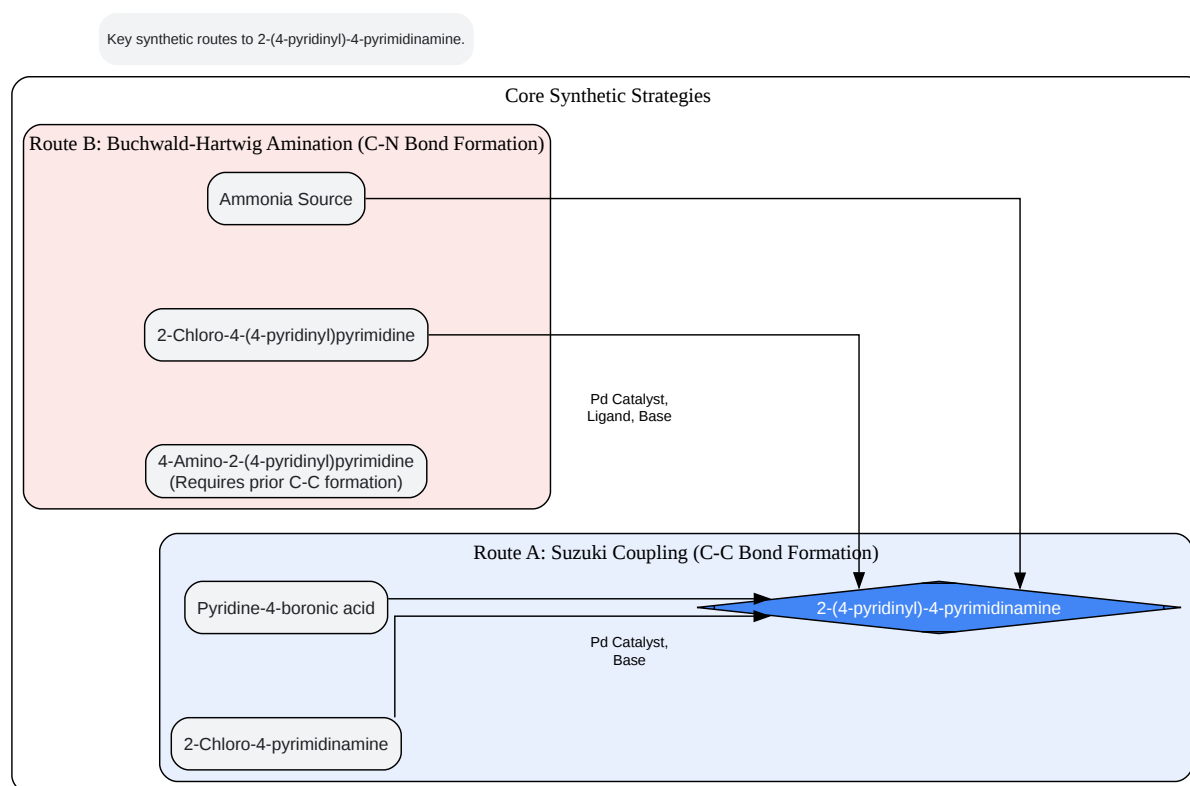 Key synthetic routes to 2-(4-pyridinyl)-4-pyrimidinamine.
Core Synthetic Strategies
Route B: Buchwald-Hartwig Amination (C-N Bond Formation)
Ammonia Source
2-Chloro-4-(4-pyridinyl)pyrimidine
Pd Catalyst,
Ligand, Base
4-Amino-2-(4-pyridinyl)pyrimidine
(Requires prior C-C formation)
Route A: Suzuki Coupling (C-C Bond Formation)
Pyridine-4-boronic acid
2-(4-pyridinyl)-4-pyrimidinamine
Pd Catalyst,
Base
2-Chloro-4-pyrimidinamine